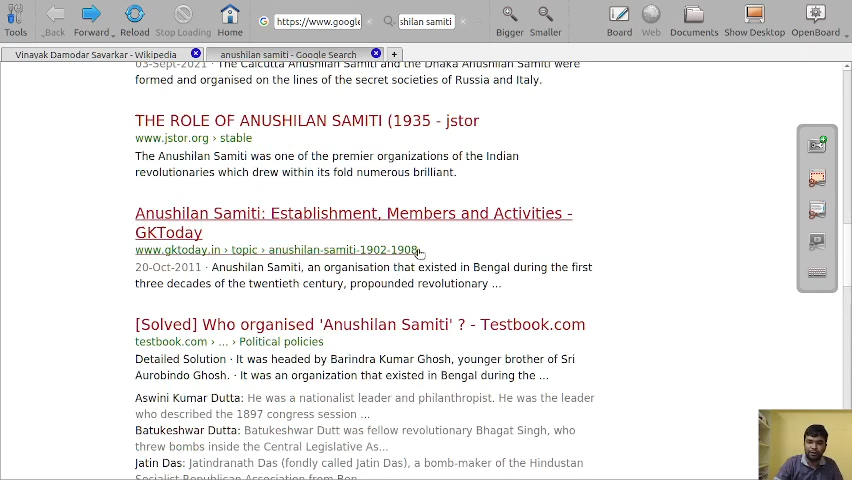 Tools
Back
Forward
Reload
Stop Loading
Home
https://www.google
shilan samiti
Bigger
Smaller
Board
Web
Documents
Show Desktop
OpenBoard
Vinayak Damodar Savarkar - Wikipedia
anushilan samiti - Google Search
03-Sept-2021 · The Calcutta Anushilan Samiti and the Dhaka Anushilan Samiti were
formed and organised on the lines of the secret societies of Russia and Italy.
THE ROLE OF ANUSHILAN SAMITI (1935 - jstor
www.jstor.org › stable
The Anushilan Samiti was one of the premier organizations of the Indian
revolutionaries which drew within its fold numerous brilliant.
Anushilan Samiti: Establishment, Members and Activities -
GKToday
www.gktoday.in › topic › anushilan-samiti-1902-1908
20-Oct-2011 · Anushilan Samiti, an organisation that existed in Bengal during the first
three decades of the twentieth century, propounded revolutionary ...
[Solved] Who organised 'Anushilan Samiti' ? - Testbook.com
testbook.com › ... › Political policies
Detailed Solution · It was headed by Barindra Kumar Ghosh, younger brother of Sri
Aurobindo Ghosh. · It was an organization that existed in Bengal during the ...
Aswini Kumar Dutta: He was a nationalist leader and philanthropist. He was the leader
who described the 1897 congress session ...
Batukeshwar Dutta: Batukeshwar Dutt was fellow revolutionary Bhagat Singh, who
threw bombs inside the Central Legislative As...
Jatin Das: Jatindranath Das (fondly called Jatin Das), a bomb-maker of the Hindustan
Socialist Republican Association from Ben